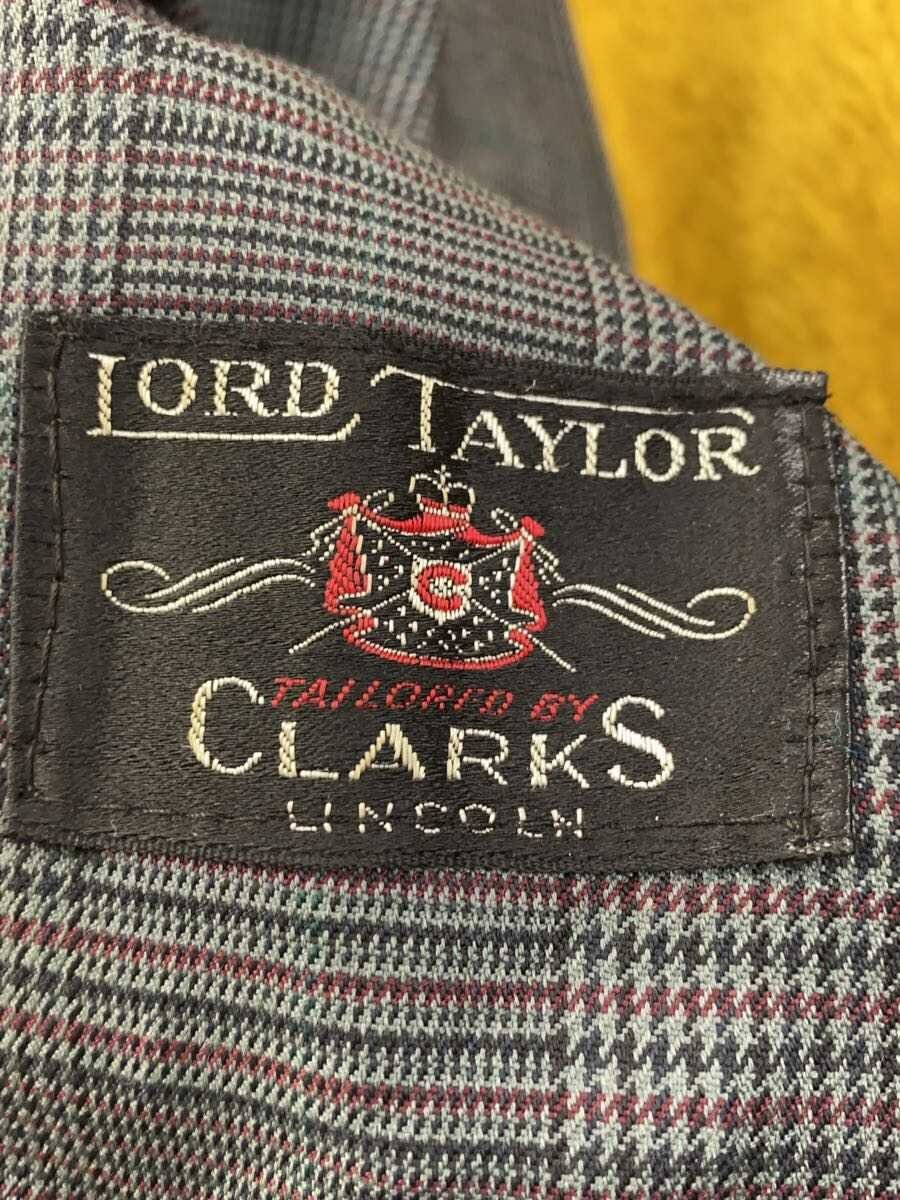 LORD TAYLOR
C
TAILORED BY
CLARKS
LINCOLN